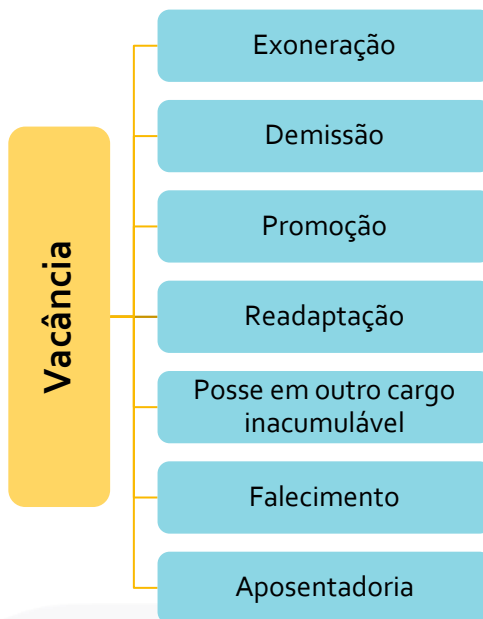 Vacância
Exoneração
Demissão
Promoção
Readaptação
Posse em outro cargo
inacumulável
Falecimento
Aposentadoria